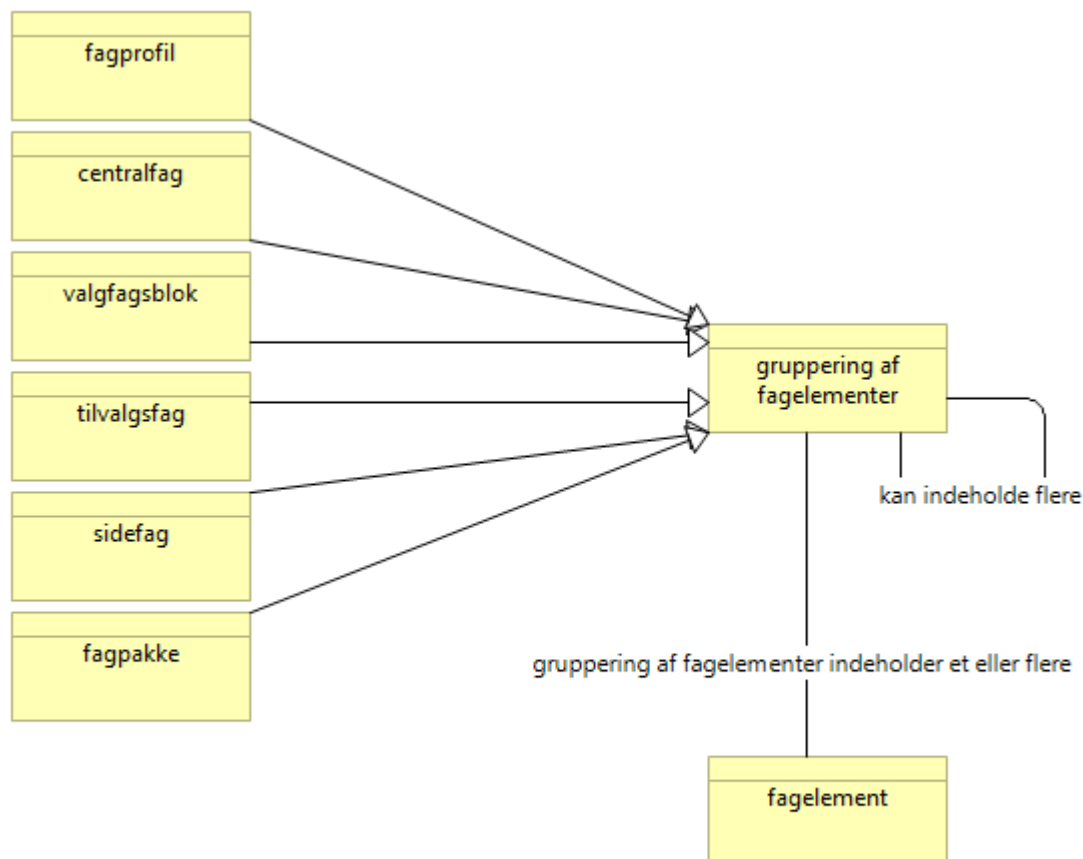 fagprofil
centralfag
valgfagsblok
tilvalgsfag
sidefag
fagpakke
gruppering af
fagelementer
kan indeholde flere
gruppering af fagelementer indeholder et eller flere
fagelement